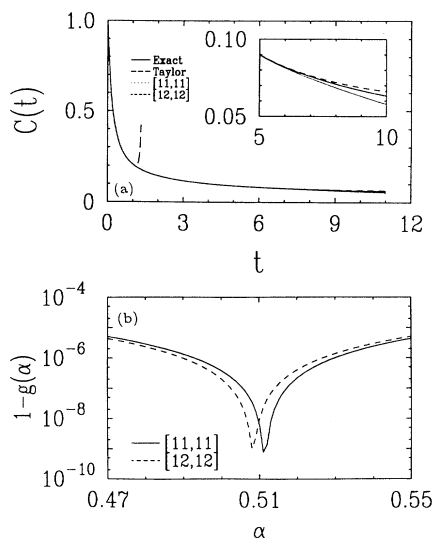 1.0
0.5
0
C(t)
Exact
Taylor
[11,11]
[12,12]
0.10
0.05
5
10
(a)
0
3
6
9
12
t
10^-4
10^-6
10^-8
10^-10
1-g(α)
(b)
[11,11]
[12,12]
0.47
0.51
0.55
α